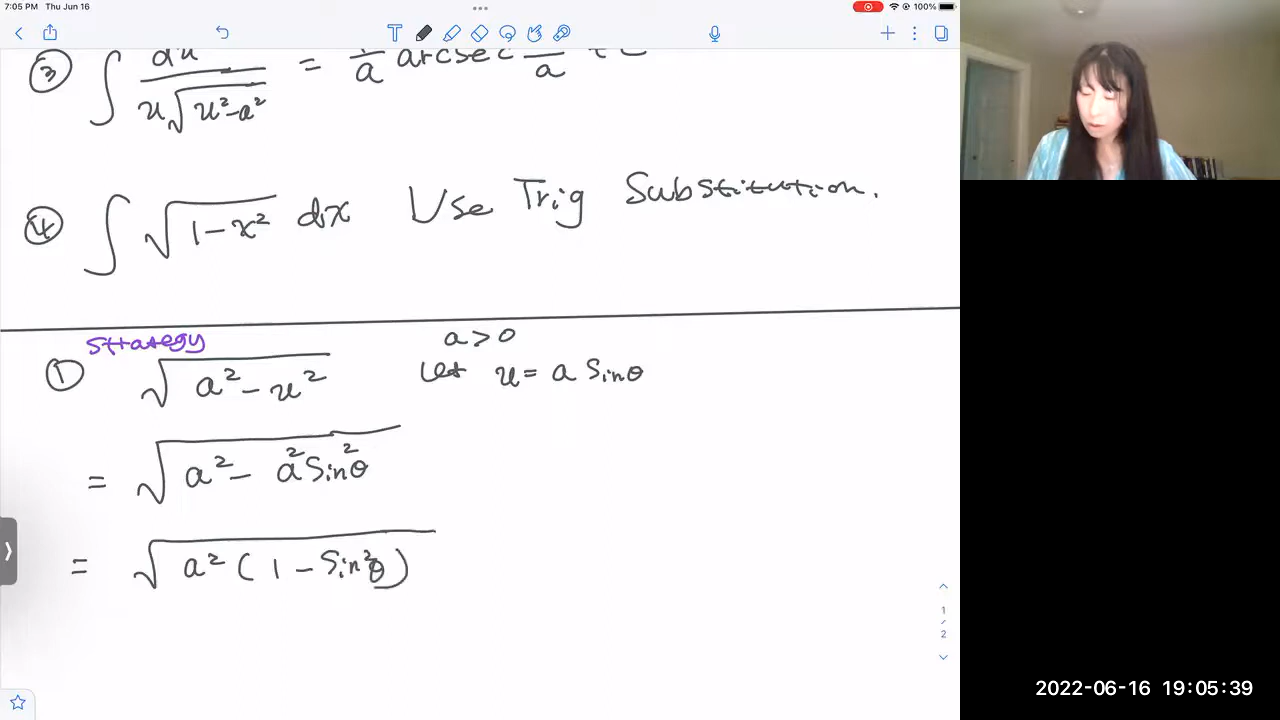 7:05 PM Thu Jun 16
100%
③ ∫ du / u√(u²-a²) = 1/a arcsec u/a + C
④ ∫ √(1-x²) dx Use Trig Substitution.
Strategy
a > 0
① √(a² - u²) Let u = a Sinθ
= √(a² - a² Sin²θ)
= √(a² (1 - Sin²θ))
1
/
2
2022-06-16 19:05:39